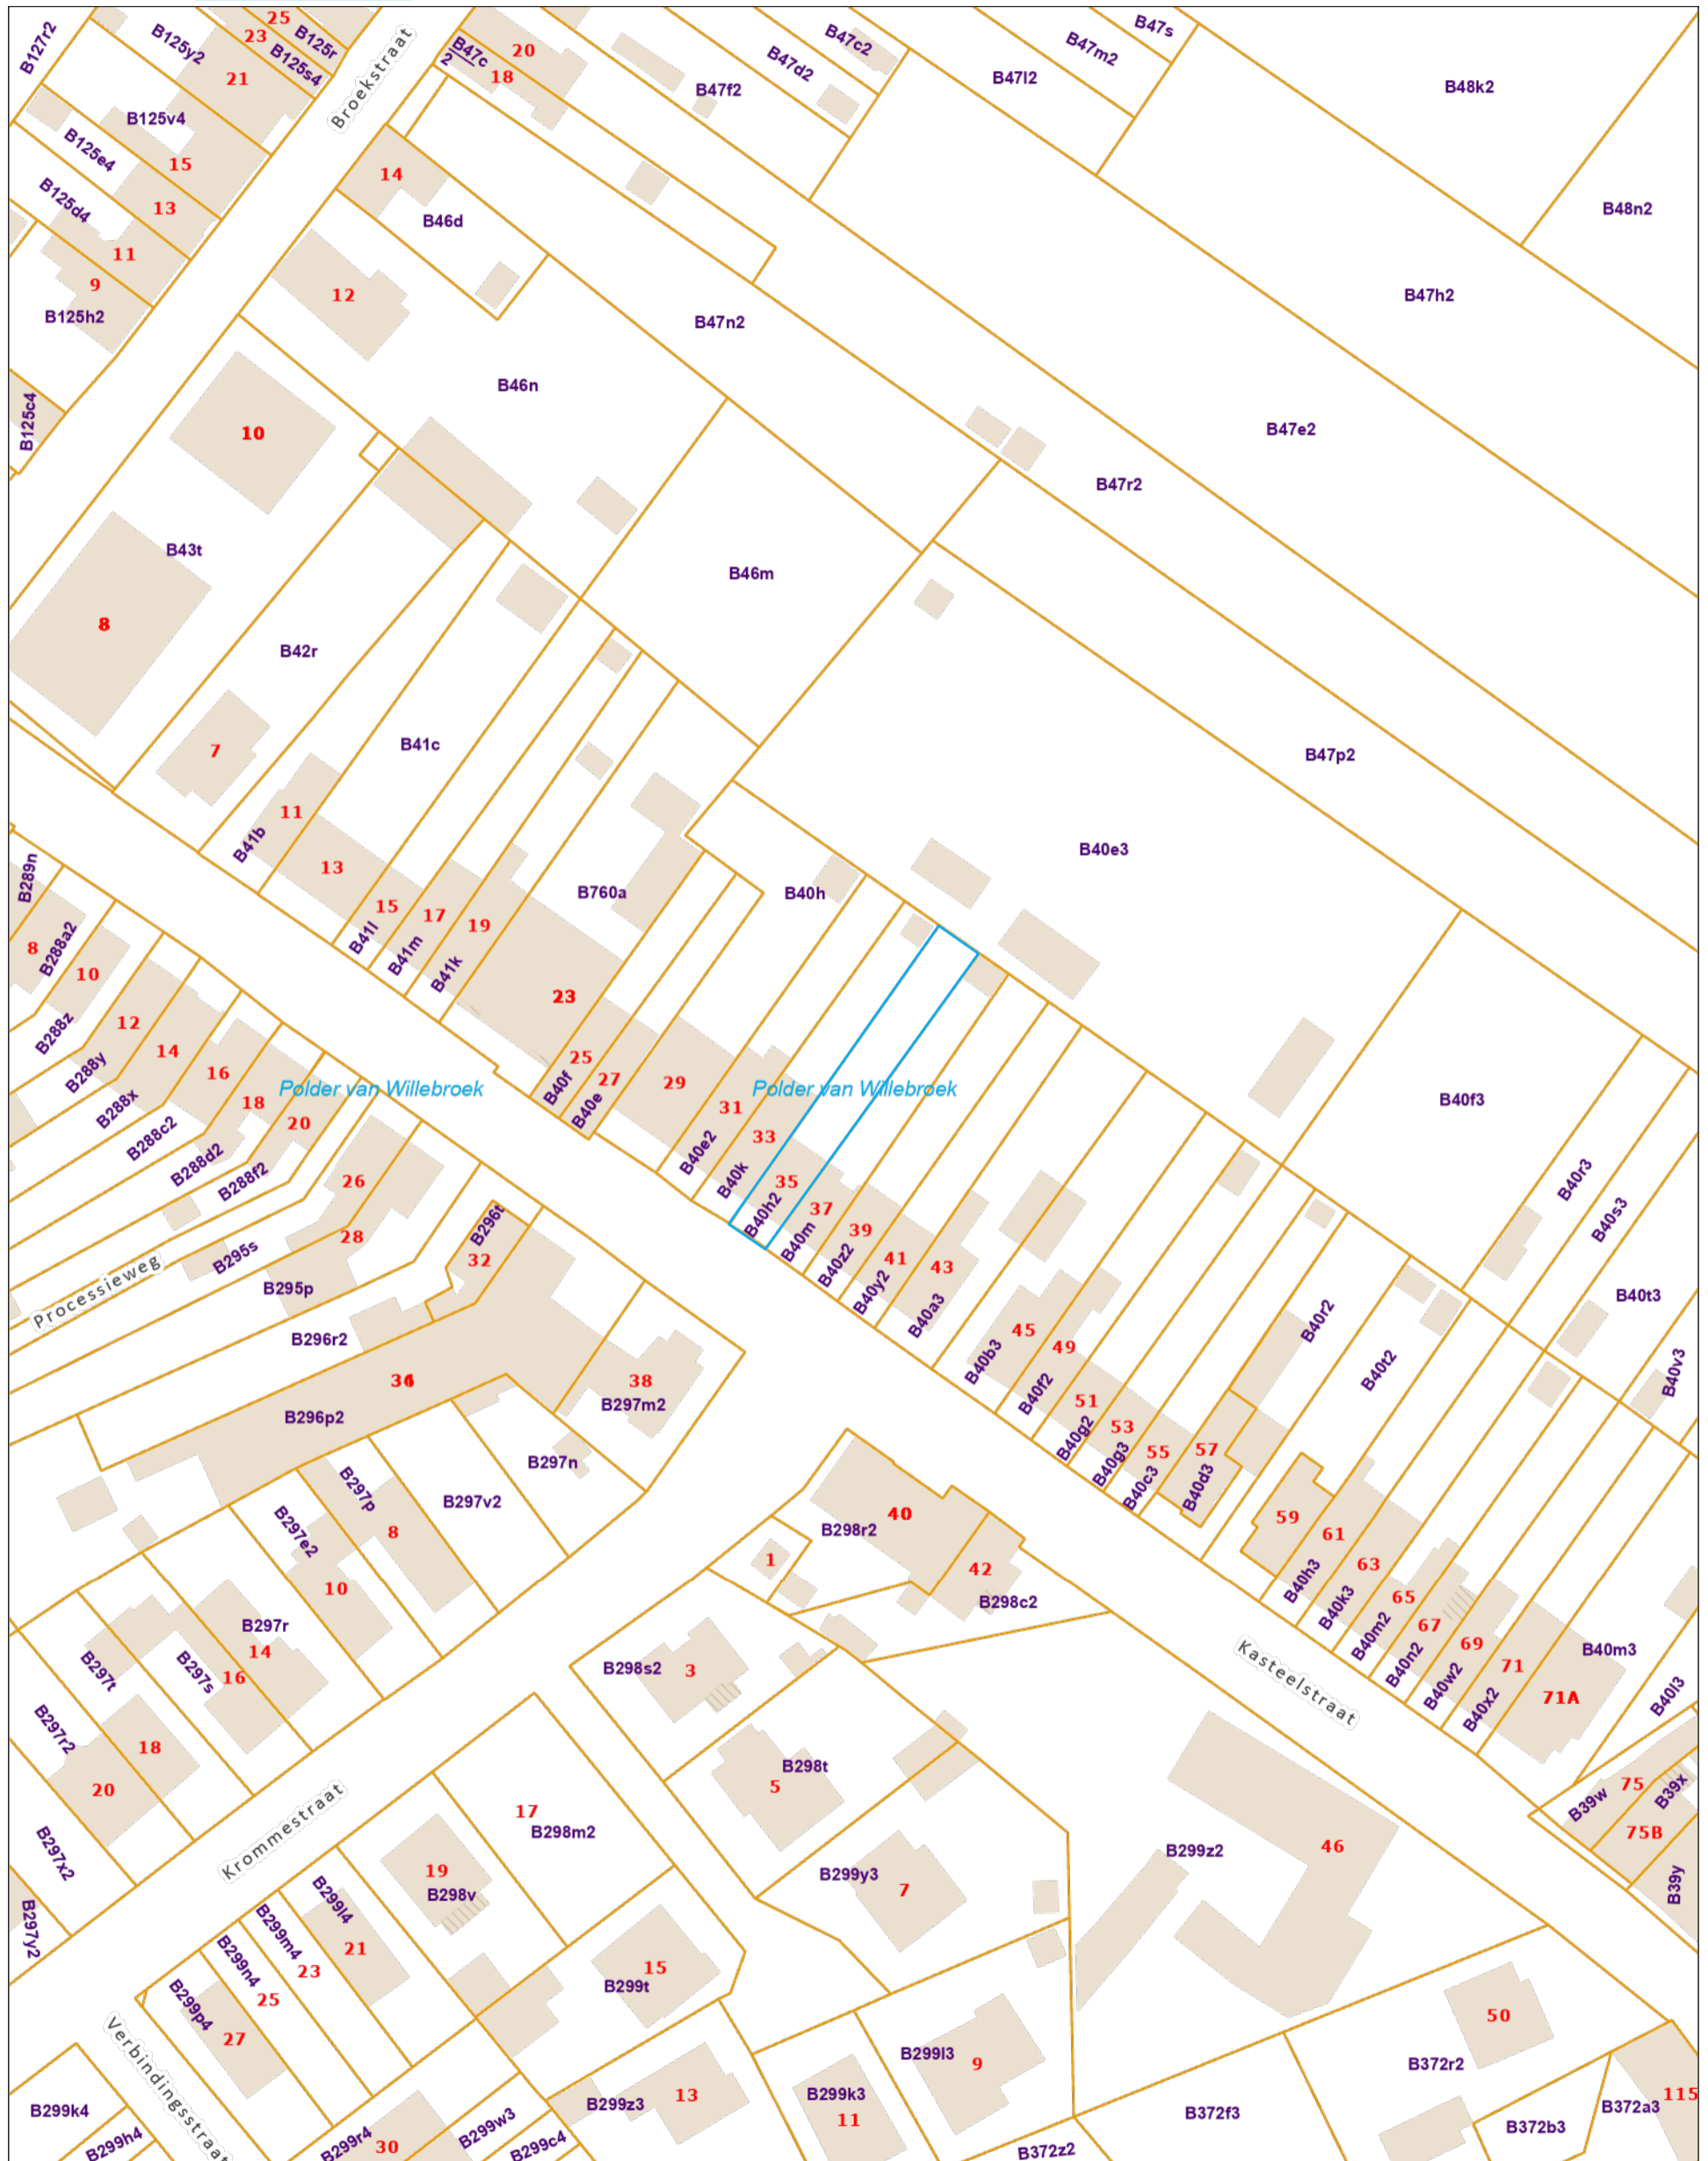 B127r2
B125y2
25
23
B125r
B125s4
21
B125v4
B125e4
15
B125d4
13
11
9
B125h2
B125c4
Broekstraat
B47c
2
20
18
B47f2
B47d2
B47c2
B47l2
B47m2
B47s
B48k2
B48n2
14
B46d
12
B47n2
B47h2
B46n
B47e2
10
B47r2
B43t
B46m
8
B42r
7
B41c
B47p2
11
B41b
13
B40e3
15
B41l
17
B41m
19
B41k
B760a
B40h
23
B289n
8
B288a2
10
B288z
12
B288y
14
B288x
16
B288c2
18
B288d2
20
B288f2
Polder van Willebroek
Polder van Willebroek
25
B40f
27
B40e
29
31
B40e2
33
B40k
35
B40h2
37
B40m
39
B40z2
41
B40y2
43
B40a3
B40f3
B40r3
B40s3
B40t3
B40v3
26
28
B295s
B295p
Processieweg
B296t
32
B296r2
36
B296p2
38
B297m2
45
B40b3
49
B40f2
51
B40g2
53
B40g3
55
B40c3
57
B40d3
B40r2
B40t2
B297n
B297v2
B297p
8
B297e2
10
B297r
14
16
B297s
B297t
B297r2
18
20
B297x2
B297y2
40
B298r2
1
42
B298c2
59
61
B40h3
63
B40k3
65
B40m2
67
B40n2
69
B40w2
71
B40x2
71A
B40m3
B40l3
Kasteelstraat
B298s2
3
B298t
5
Krommestraat
17
B298m2
19
B298v
B299l4
21
B299m4
23
B299n4
25
B299p4
27
B299y3
7
B299z2
46
B39w
75
B39x
75B
B39y
15
B299t
Verbindingsstraat
B299k4
B299h4
B299r4
30
B299w3
B299c4
B299z3
13
B299k3
11
B299l3
9
B372z2
B372f3
50
B372r2
B372b3
B372a3
115